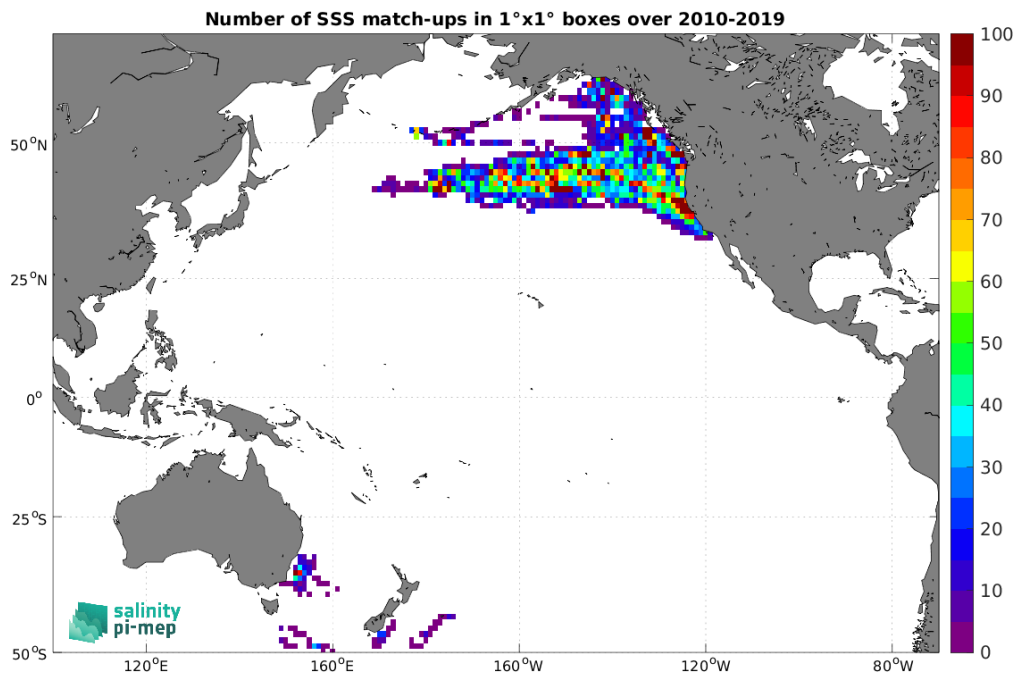 Number of SSS match-ups in 1°x1° boxes over 2010-2019
100
90
80
70
60
50
40
30
20
10
0
50°N
25°N
0°
25°S
50°S
120°E
160°E
160°W
120°W
80°W
salinity
pi-mep